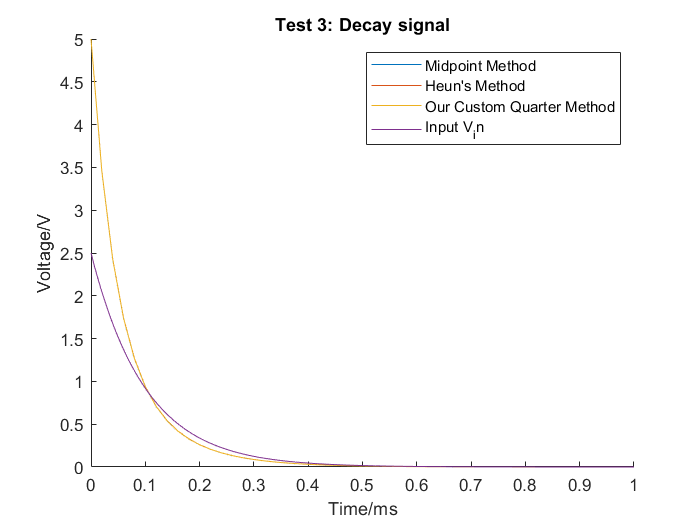 Test 3: Decay signal
Midpoint Method
Heun's Method
Our Custom Quarter Method
Input V_in
Voltage/V
5
4.5
4
3.5
3
2.5
2
1.5
1
0.5
0
0 0.1 0.2 0.3 0.4 0.5 0.6 0.7 0.8 0.9 1
Time/ms